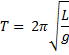 T = 2π√(L/g)